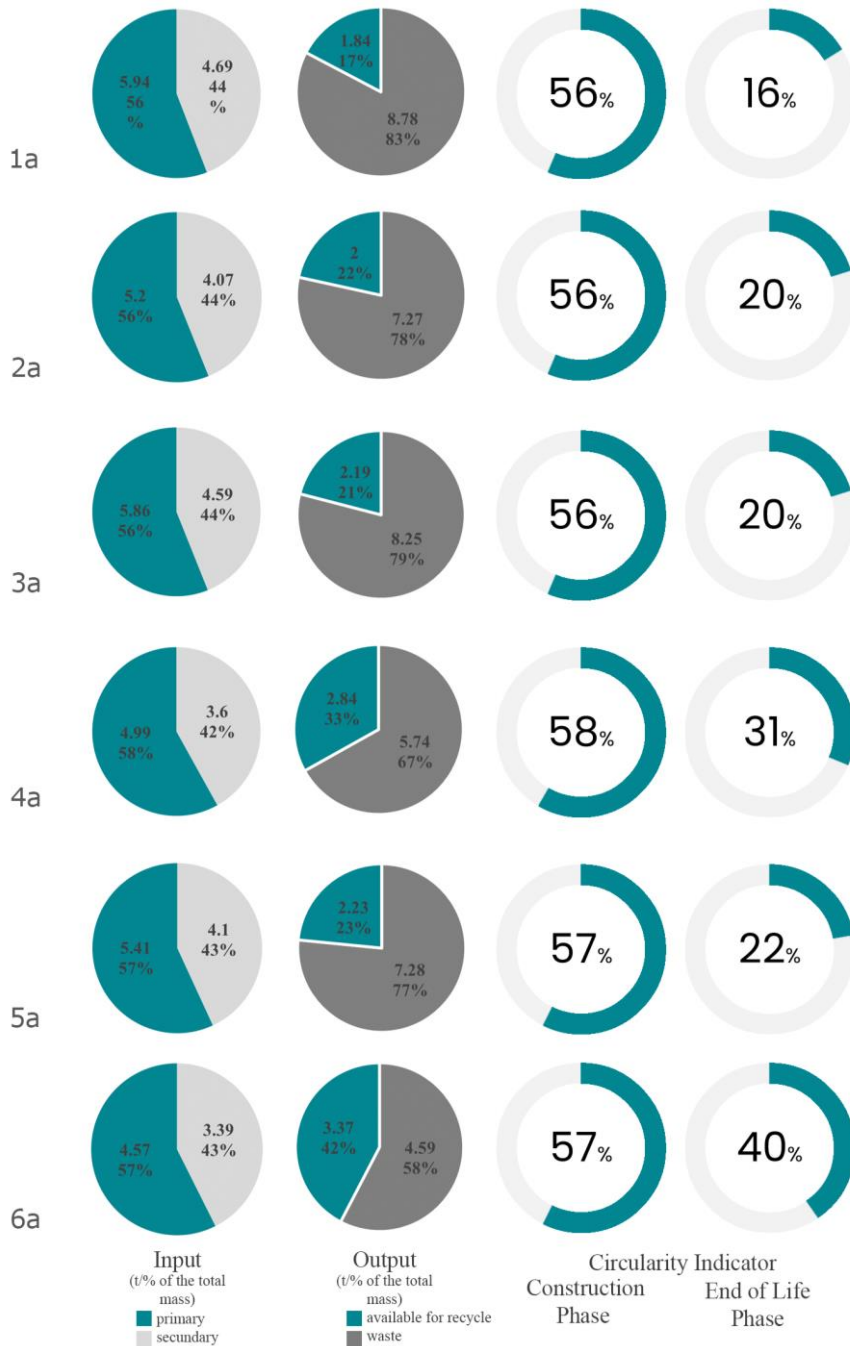 5.94
56
%
4.69
44
%
1.84
17%
8.78
83%
56%
16%
1a
5.2
56%
4.07
44%
2
22%
7.27
78%
56%
20%
2a
5.86
56%
4.59
44%
2.19
21%
8.25
79%
56%
20%
3a
4.99
58%
3.6
42%
2.84
33%
5.74
67%
58%
31%
4a
5.41
57%
4.1
43%
2.23
23%
7.28
77%
57%
22%
5a
4.57
57%
3.39
43%
3.37
42%
4.59
58%
57%
40%
6a
Input
(t/% of the total
mass)
primary
secundary
Output
(t/% of the total
mass)
available for recycle
waste
Circularity Indicator
Construction
Phase
End of Life
Phase